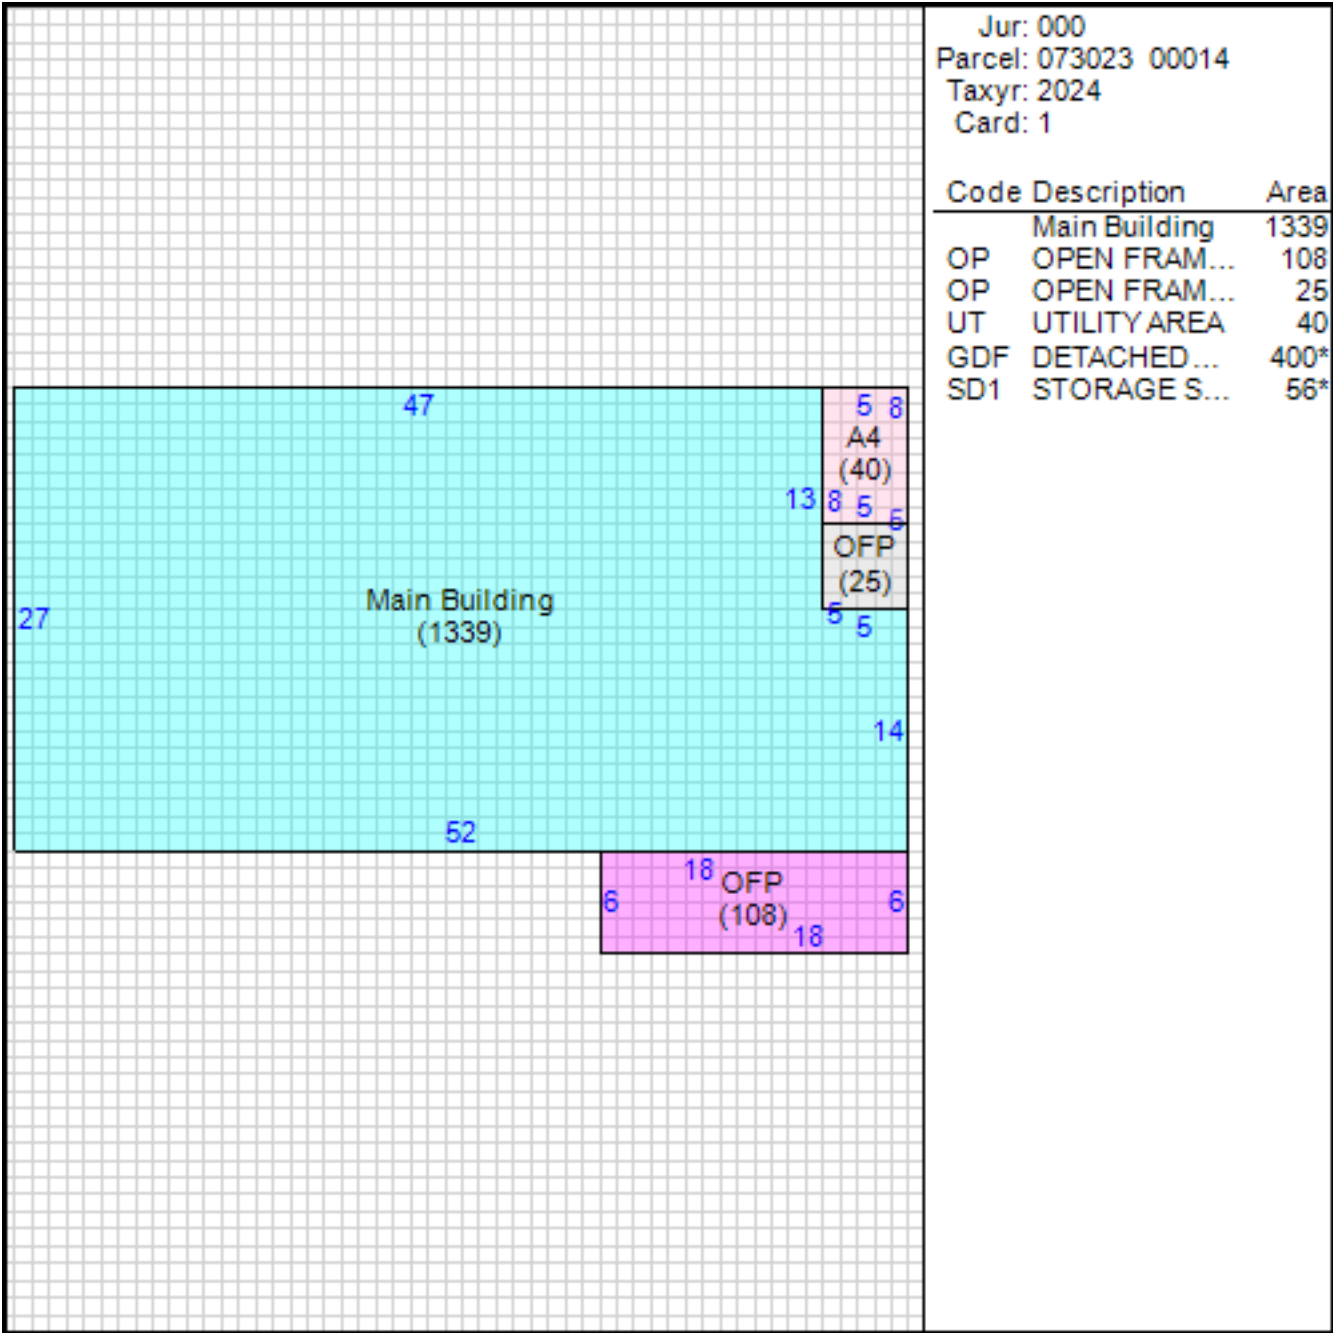 Jur: 000
Parcel: 073023 00014
Taxyr: 2024
Card: 1
Code Description Area
Main Building 1339
OP OPEN FRAM... 108
OP OPEN FRAM... 25
UT UTILITY AREA 40
GDF DETACHED... 400*
SD1 STORAGE S... 56*
47
5 8
A4
(40)
13 8 5 5
OFP
(25)
5 5
27
Main Building
(1339)
14
52
18
OFP
6 (108) 6
18